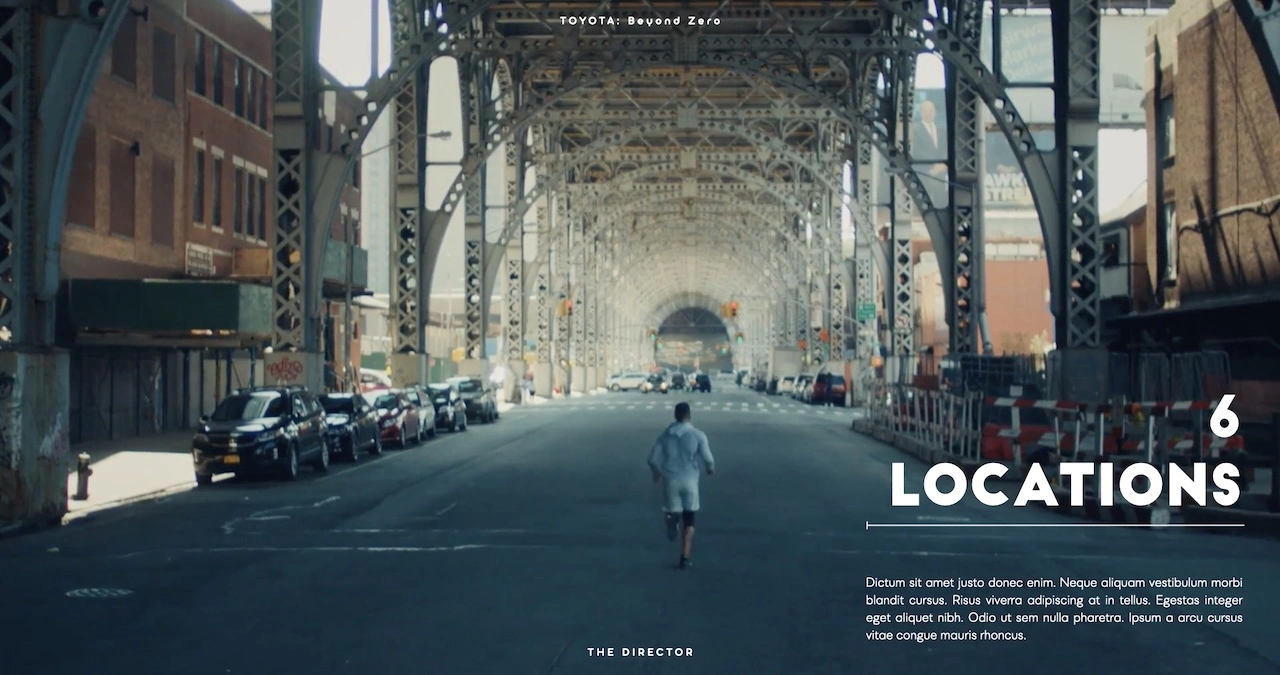 TOYOTA: Beyond Zero
6
LOCATIONS
Dictum sit amet justo donec enim. Neque aliquam vestibulum morbi
blandit cursus. Risus viverra adipiscing at in tellus. Egestas integer
eget aliquet nibh. Odio ut sem nulla pharetra. Ipsum a arcu cursus
vitae congue mauris rhoncus.
THE DIRECTOR